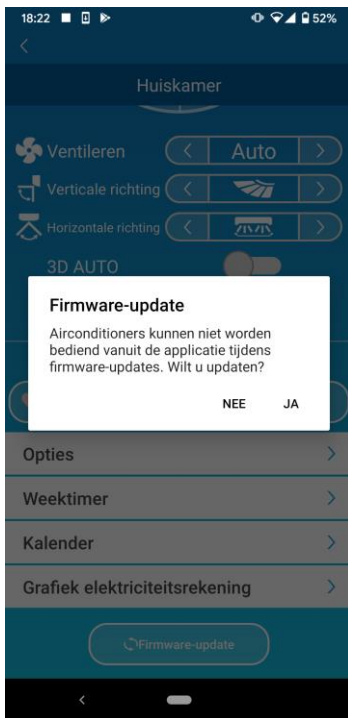 18:22 52%
Huiskamer
Ventileren Auto
Verticale richting
Horizontale richting
3D AUTO
Firmware-update
Airconditioners kunnen niet worden
bediend vanuit de applicatie tijdens
firmware-updates. Wilt u updaten?
NEE JA
Opties
Weektimer
Kalender
Grafiek elektriciteitsrekening
Firmware-update